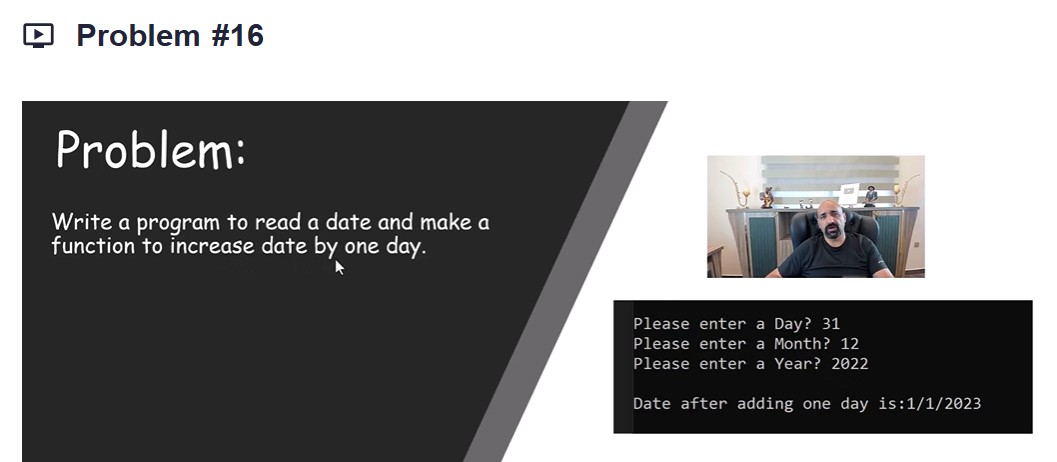 Problem #16
Problem:
Write a program to read a date and make a
function to increase date by one day.
Please enter a Day? 31
Please enter a Month? 12
Please enter a Year? 2022
Date after adding one day is:1/1/2023